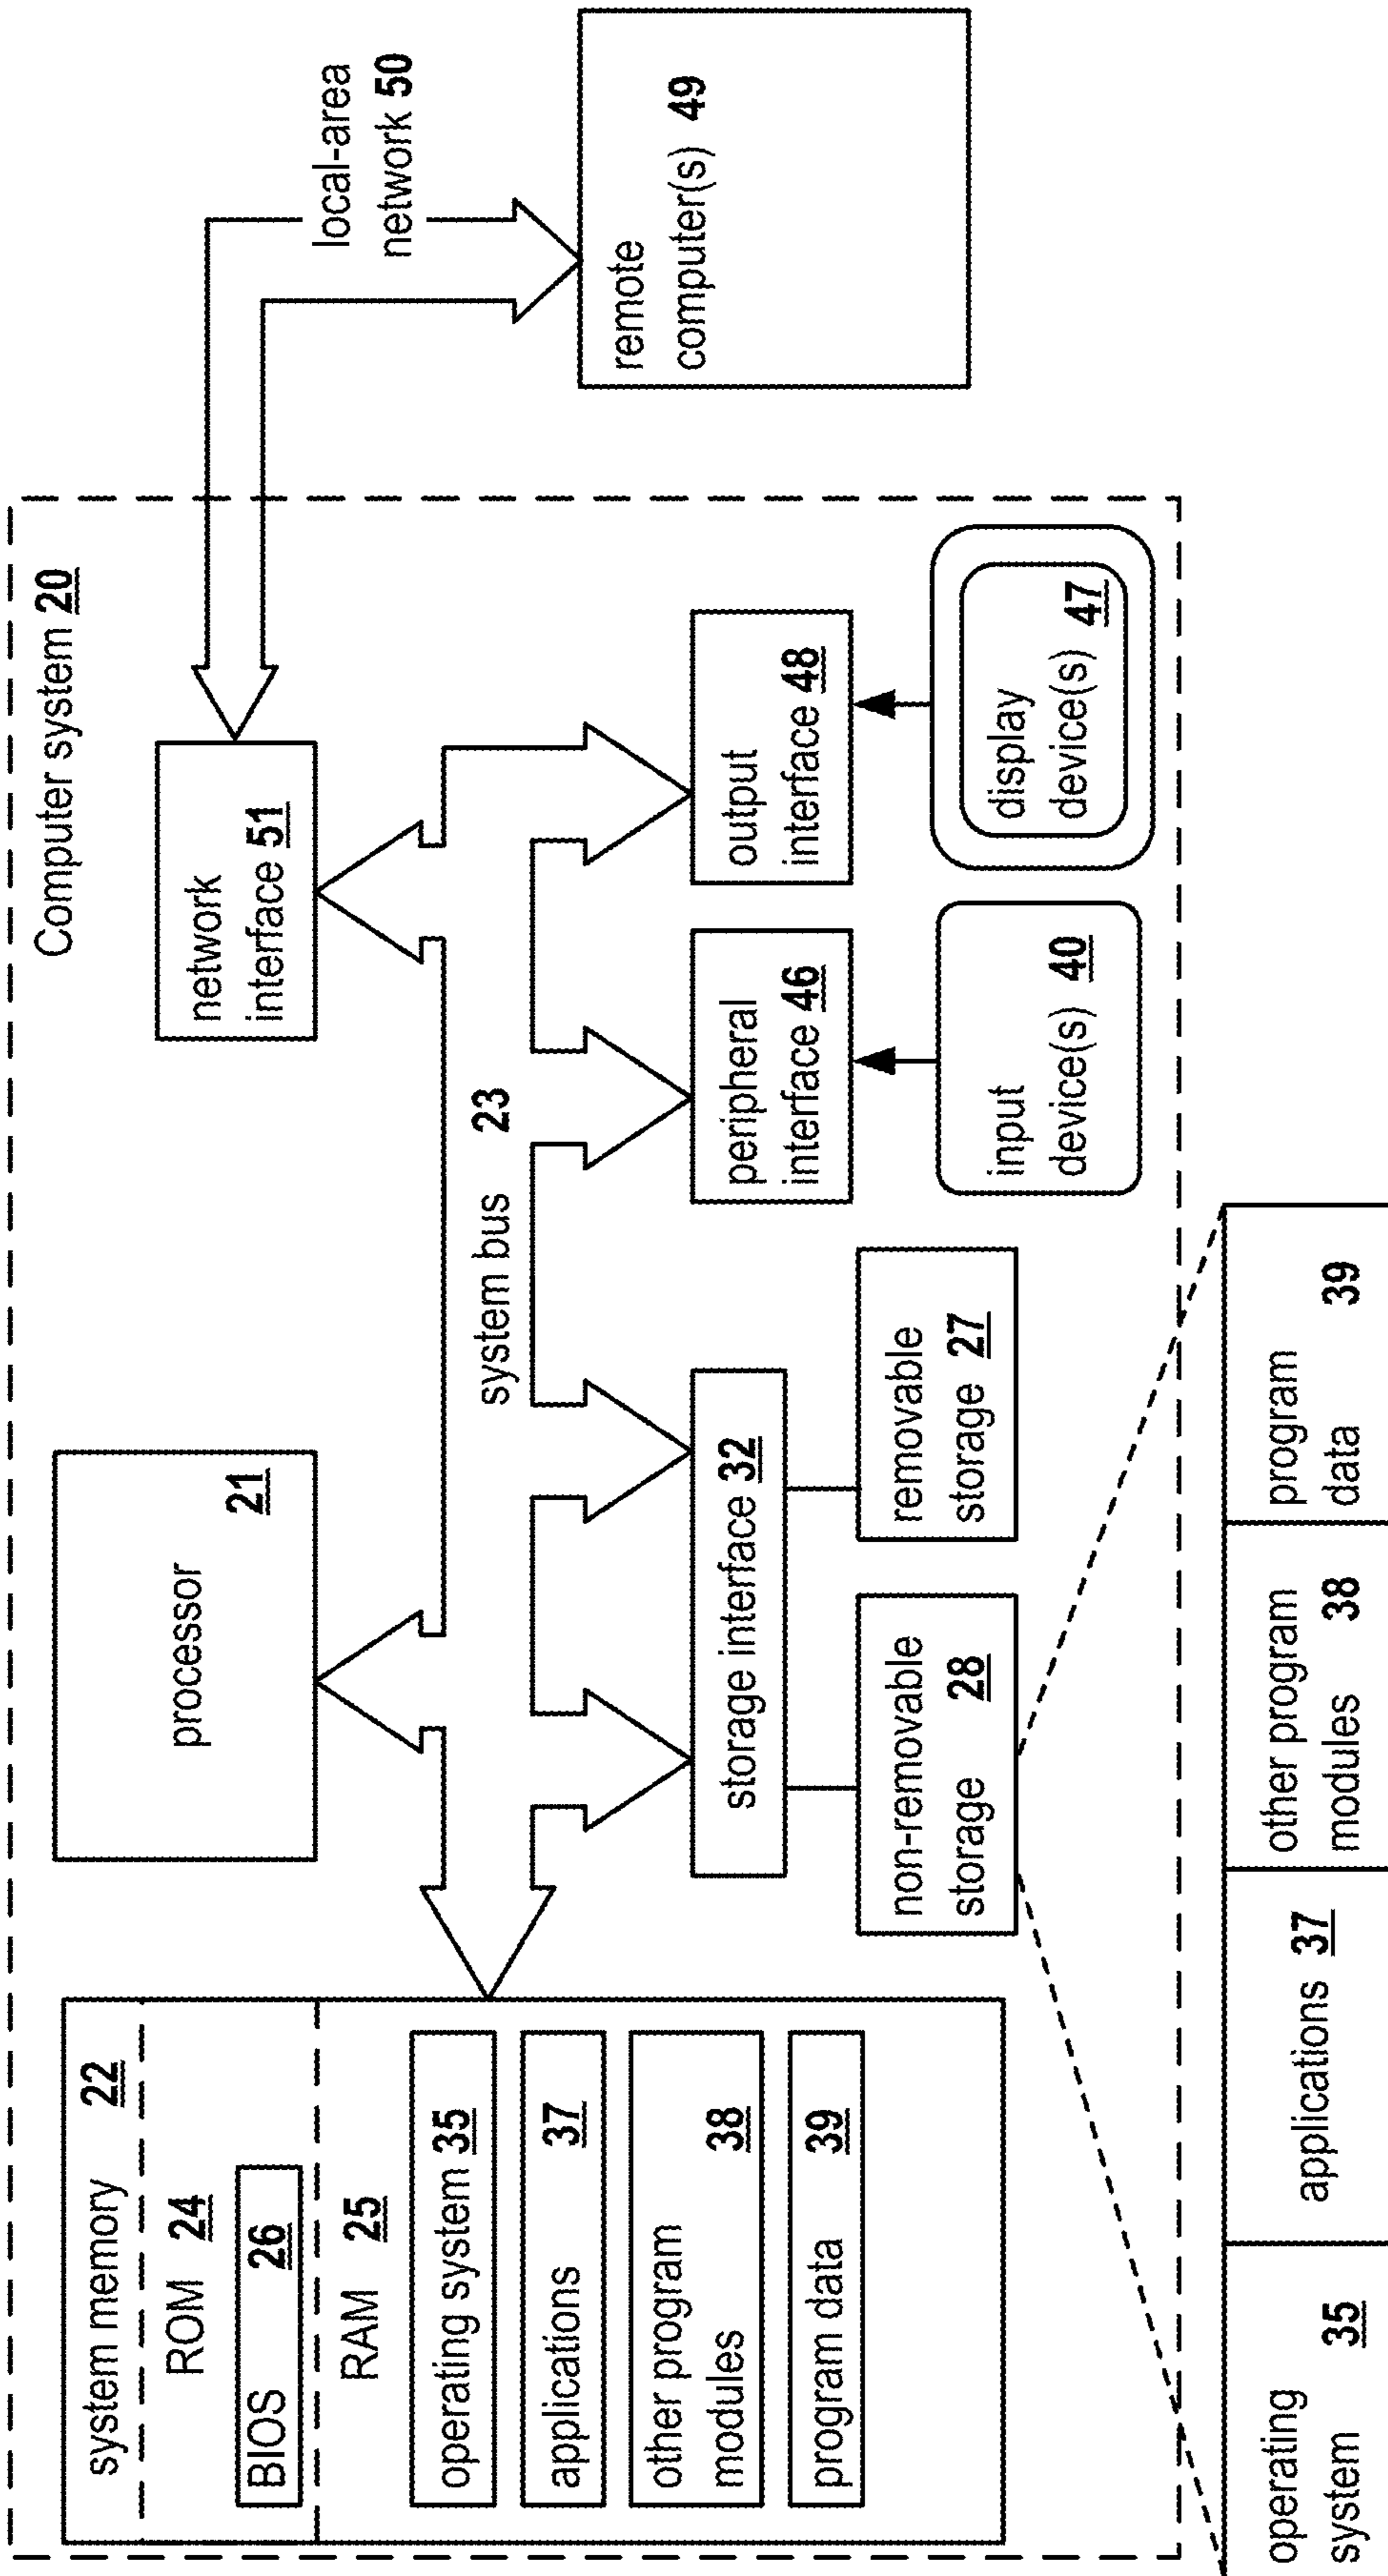 Computer system 20
system memory 22
ROM 24
BIOS 26
RAM 25
operating system 35
applications 37
other program
modules 38
program data 39
processor
21
network
interface 51
local-area
network 50
system bus 23
storage interface 32
peripheral
interface 46
output
interface 48
remote
computer(s) 49
non-removable
storage 28
removable
storage 27
input
device(s) 40
display
device(s) 47
operating
system 35
applications 37
other program
modules 38
program
data 39